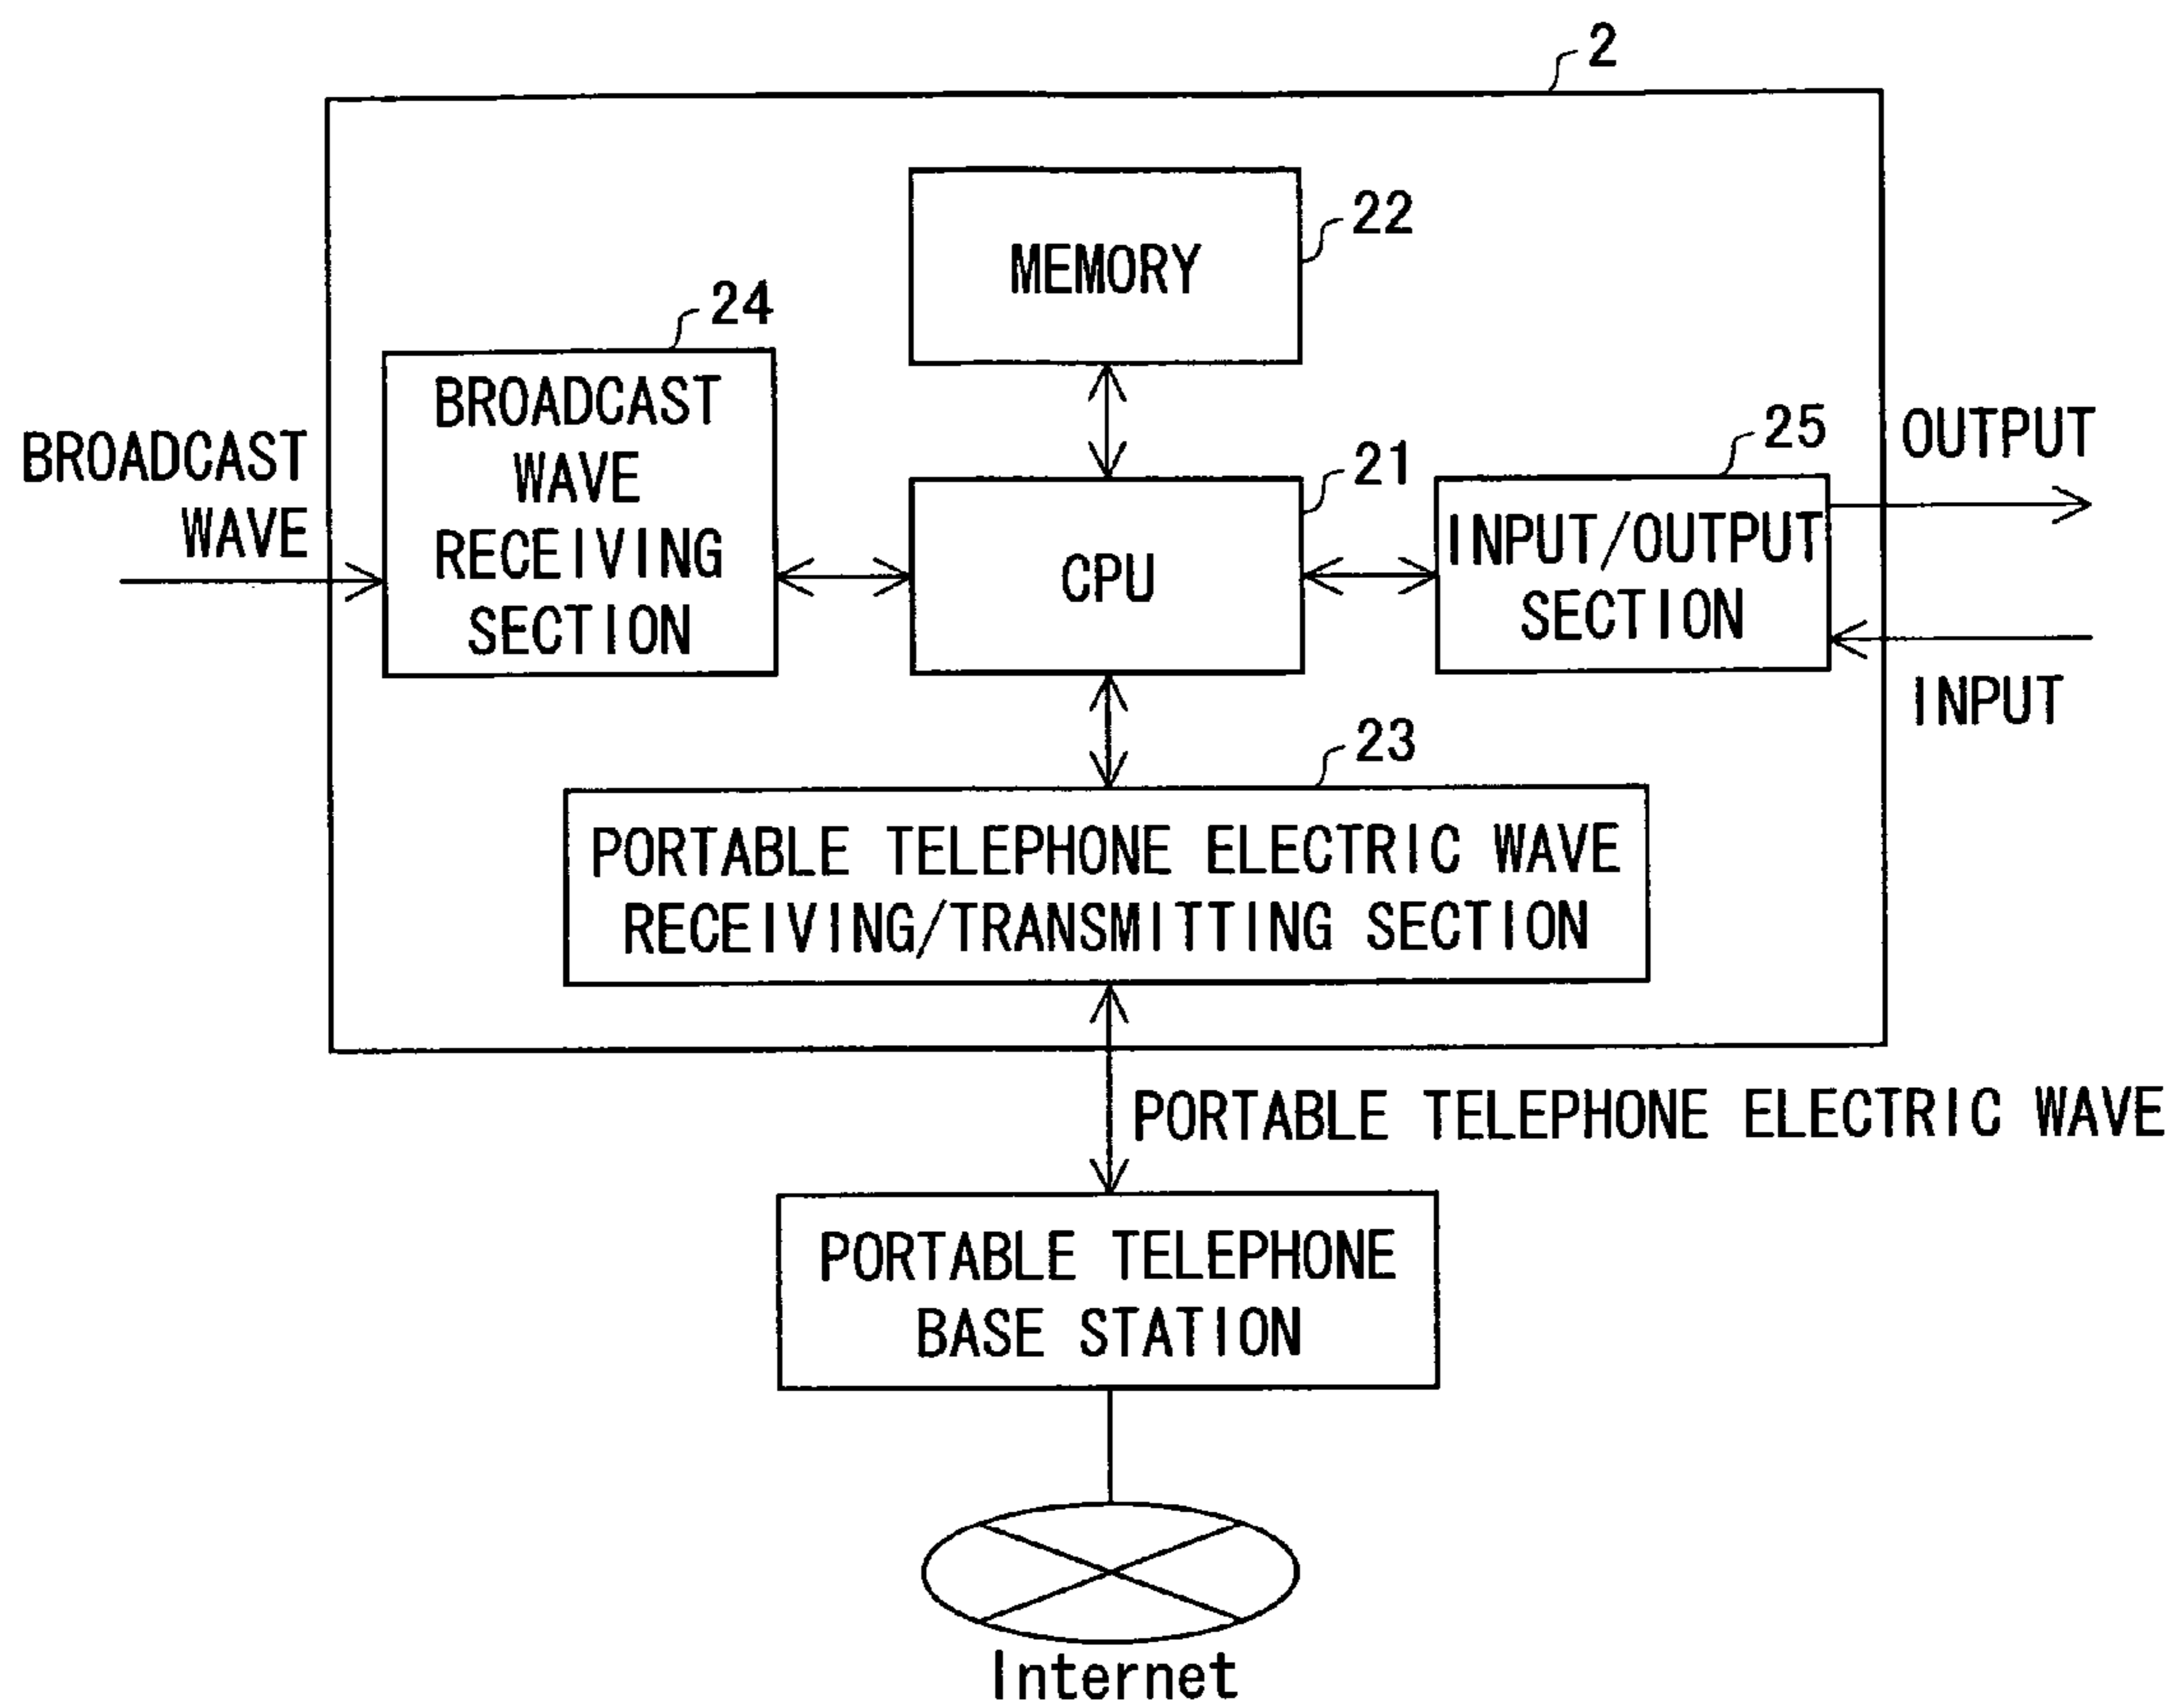 2
MEMORY
22
24
BROADCAST
WAVE
RECEIVING
SECTION
BROADCAST
WAVE
CPU
21
25
INPUT/OUTPUT
SECTION
OUTPUT
INPUT
23
PORTABLE TELEPHONE ELECTRIC WAVE
RECEIVING/TRANSMITTING SECTION
PORTABLE TELEPHONE ELECTRIC WAVE
PORTABLE TELEPHONE
BASE STATION
Internet